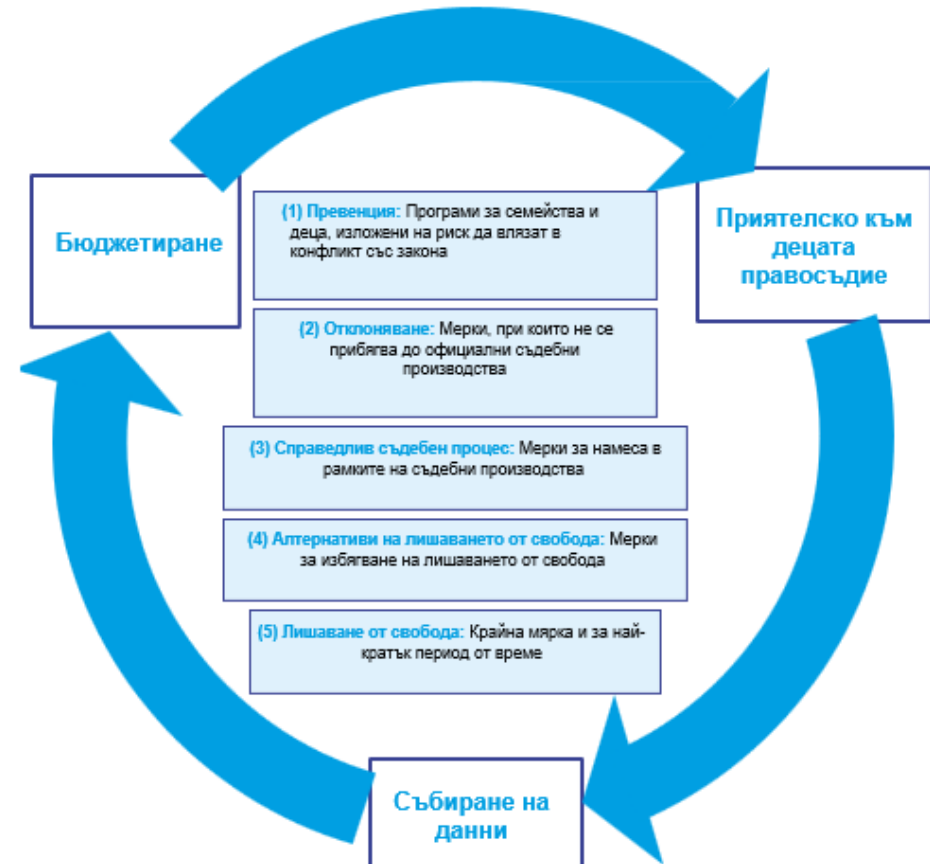 Бюджетиране
(1) Превенция: Програми за семейства и
деца, изложени на риск да влязат в
конфликт със закона
Приятелско към
децата
правосъдие
(2) Отклоняване: Мерки, при които не се
прибягва до официални съдебни
производства
(3) Справедлив съдебен процес: Мерки за намеса в
рамките на съдебни производства
(4) Алтернативи на лишаването от свобода: Мерки
за избягване на лишаването от свобода
(5) Лишаване от свобода: Крайна мярка и за най-
кратък период от време
Събиране на
данни